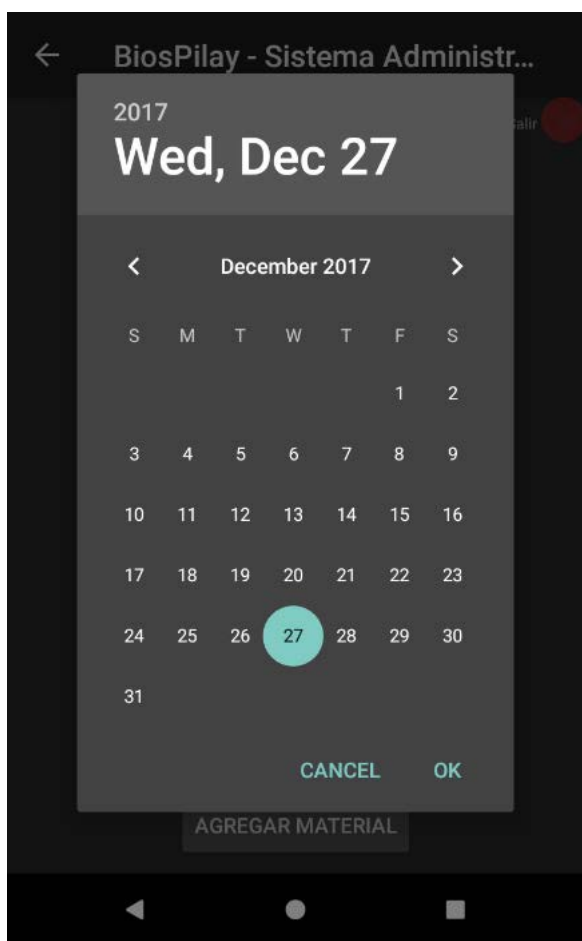 BiosPilay - Sistema Administr...
Salir
2017
Wed, Dec 27
December 2017
S M T W T F S
1 2
3 4 5 6 7 8 9
10 11 12 13 14 15 16
17 18 19 20 21 22 23
24 25 26 27 28 29 30
31
CANCEL OK
AGREGAR MATERIAL